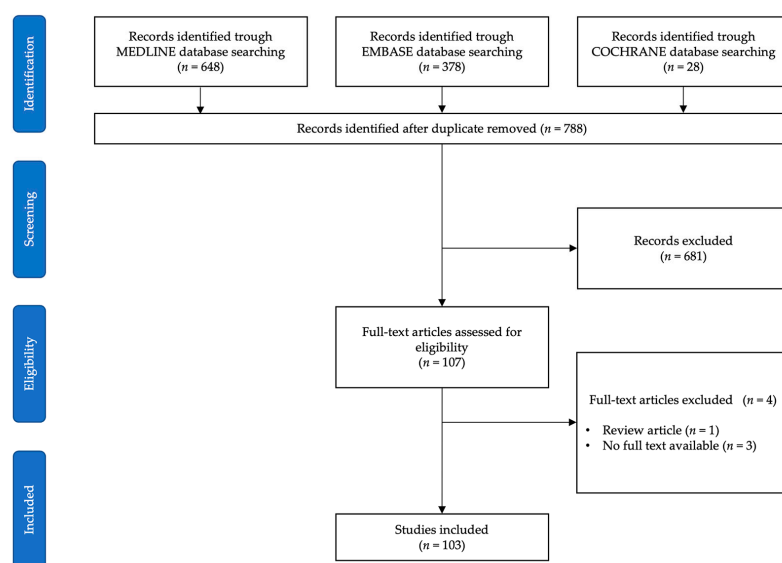 Identification
Records identified trough
MEDLINE database searching
(n = 648)
Records identified trough
EMBASE database searching
(n = 378)
Records identified trough
COCHRANE database searching
(n = 28)
Records identified after duplicate removed (n = 788)
Screening
Records excluded
(n = 681)
Eligibility
Full-text articles assessed for
eligibility
(n = 107)
Full-text articles excluded (n = 4)
• Review article (n = 1)
• No full text available (n = 3)
Included
Studies included
(n = 103)